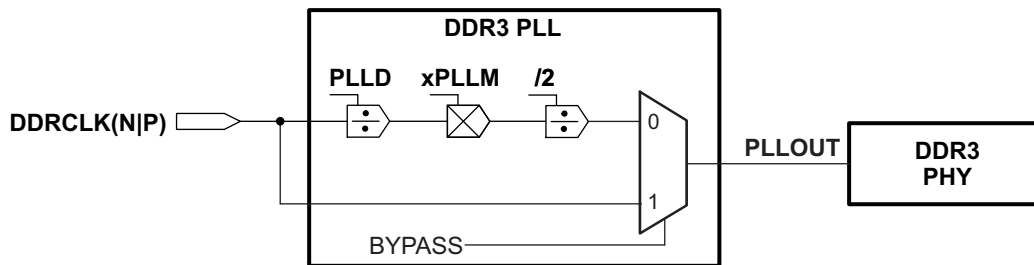 DDR3 PLL
PLLD
xPLLM
/2
DDRCLK(N|P)
0
PLLOUT
DDR3
PHY
1
BYPASS